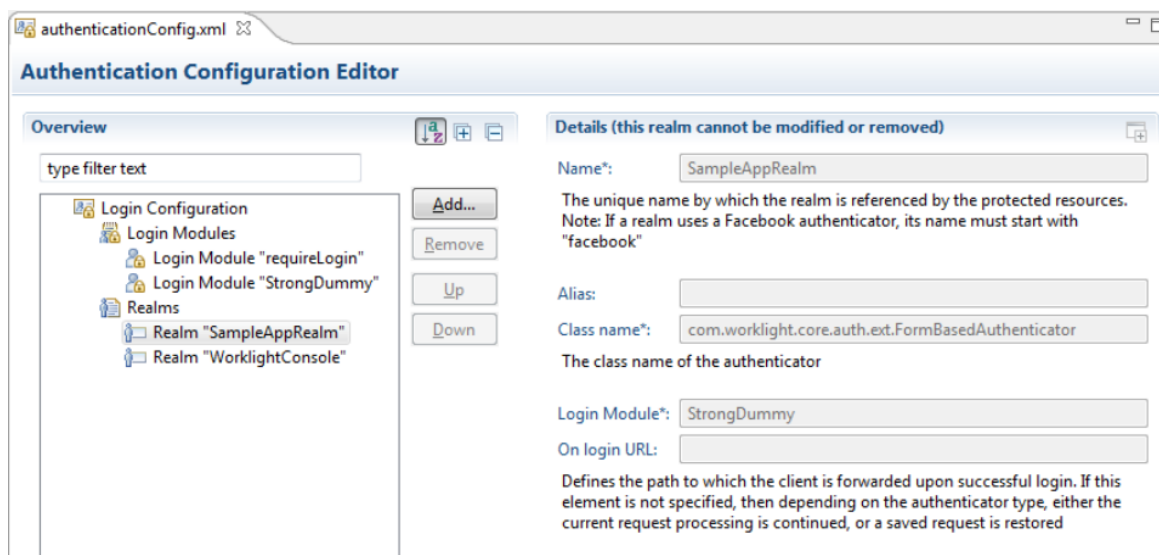 authenticationConfig.xml
Authentication Configuration Editor
Overview
type filter text
Login Configuration
Login Modules
Login Module "requireLogin"
Login Module "StrongDummy"
Realms
Realm "SampleAppRealm"
Realm "WorklightConsole"
Add...
Remove
Up
Down
Details (this realm cannot be modified or removed)
Name*: SampleAppRealm
The unique name by which the realm is referenced by the protected resources.
Note: If a realm uses a Facebook authenticator, its name must start with
"facebook"
Alias:
Class name*: com.worklight.core.auth.ext.FormBasedAuthenticator
The class name of the authenticator
Login Module*: StrongDummy
On login URL:
Defines the path to which the client is forwarded upon successful login. If this
element is not specified, then depending on the authenticator type, either the
current request processing is continued, or a saved request is restored